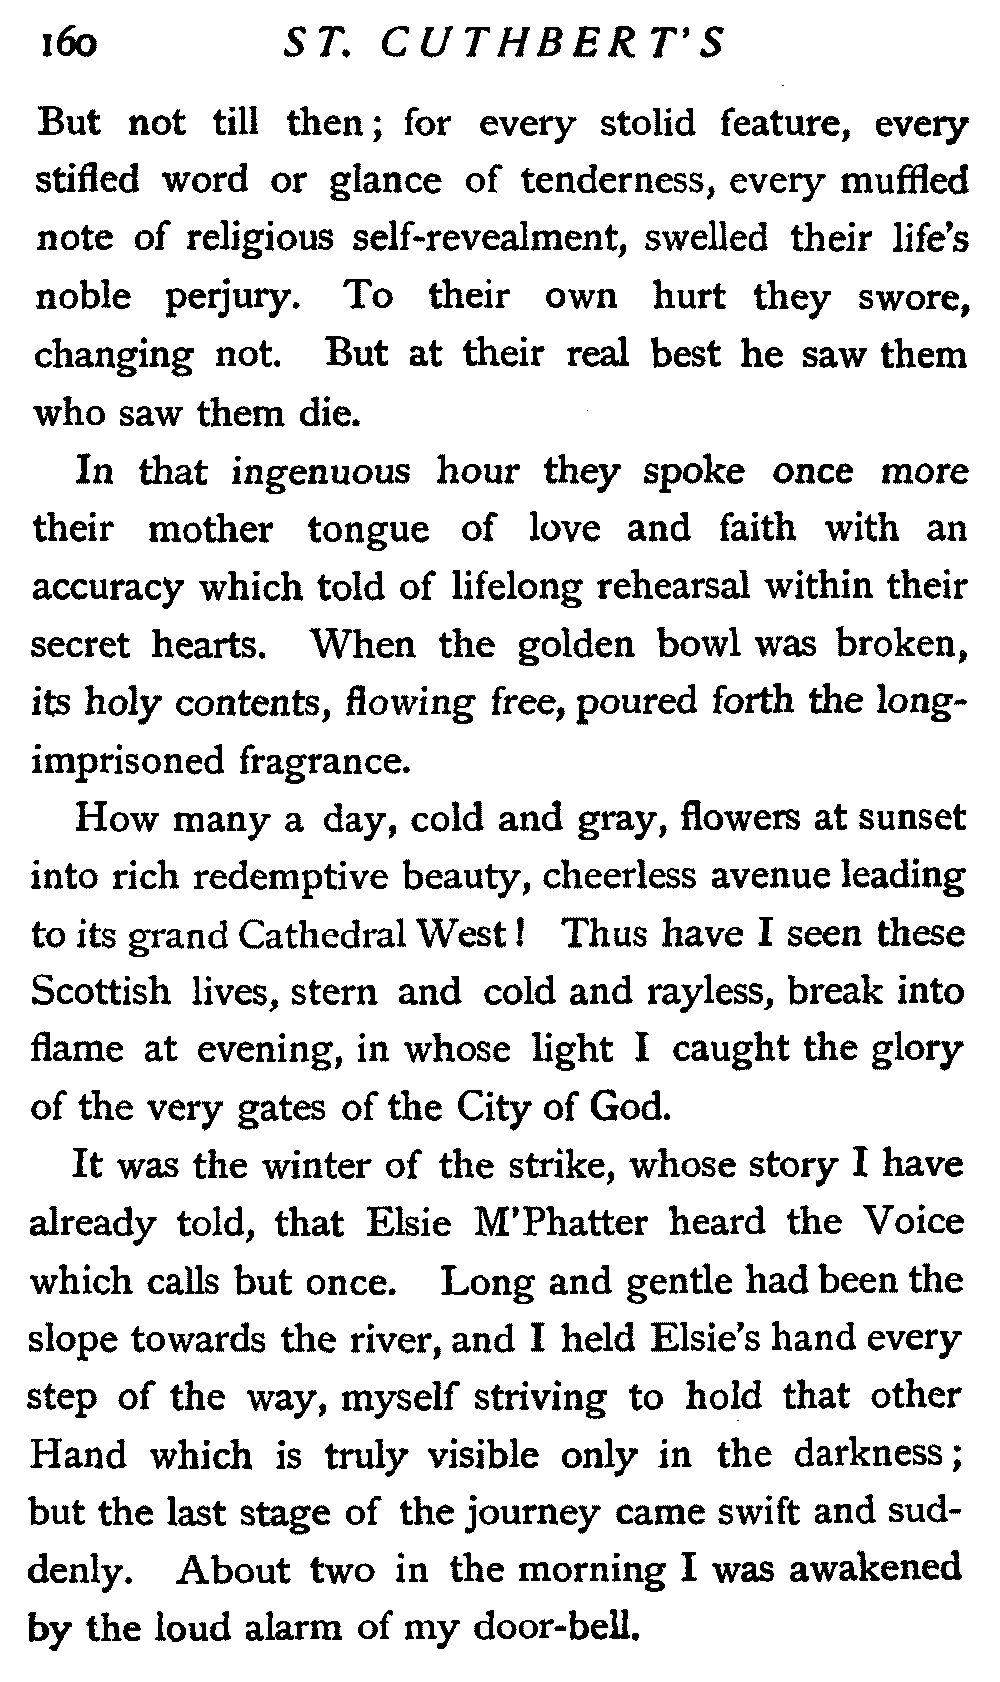 160 ST. CUTHBERT'S
But not till then; for every stolid feature, every
stifled word or glance of tenderness, every muffled
note of religious self-revealment, swelled their life's
noble perjury. To their own hurt they swore,
changing not. But at their real best he saw them
who saw them die.
In that ingenuous hour they spoke once more
their mother tongue of love and faith with an
accuracy which told of lifelong rehearsal within their
secret hearts. When the golden bowl was broken,
its holy contents, flowing free, poured forth the long-
imprisoned fragrance.
How many a day, cold and gray, flowers at sunset
into rich redemptive beauty, cheerless avenue leading
to its grand Cathedral West! Thus have I seen these
Scottish lives, stern and cold and rayless, break into
flame at evening, in whose light I caught the glory
of the very gates of the City of God.
It was the winter of the strike, whose story I have
already told, that Elsie M'Phatter heard the Voice
which calls but once. Long and gentle had been the
slope towards the river, and I held Elsie's hand every
step of the way, myself striving to hold that other
Hand which is truly visible only in the darkness;
but the last stage of the journey came swift and sud-
denly. About two in the morning I was awakened
by the loud alarm of my door-bell.